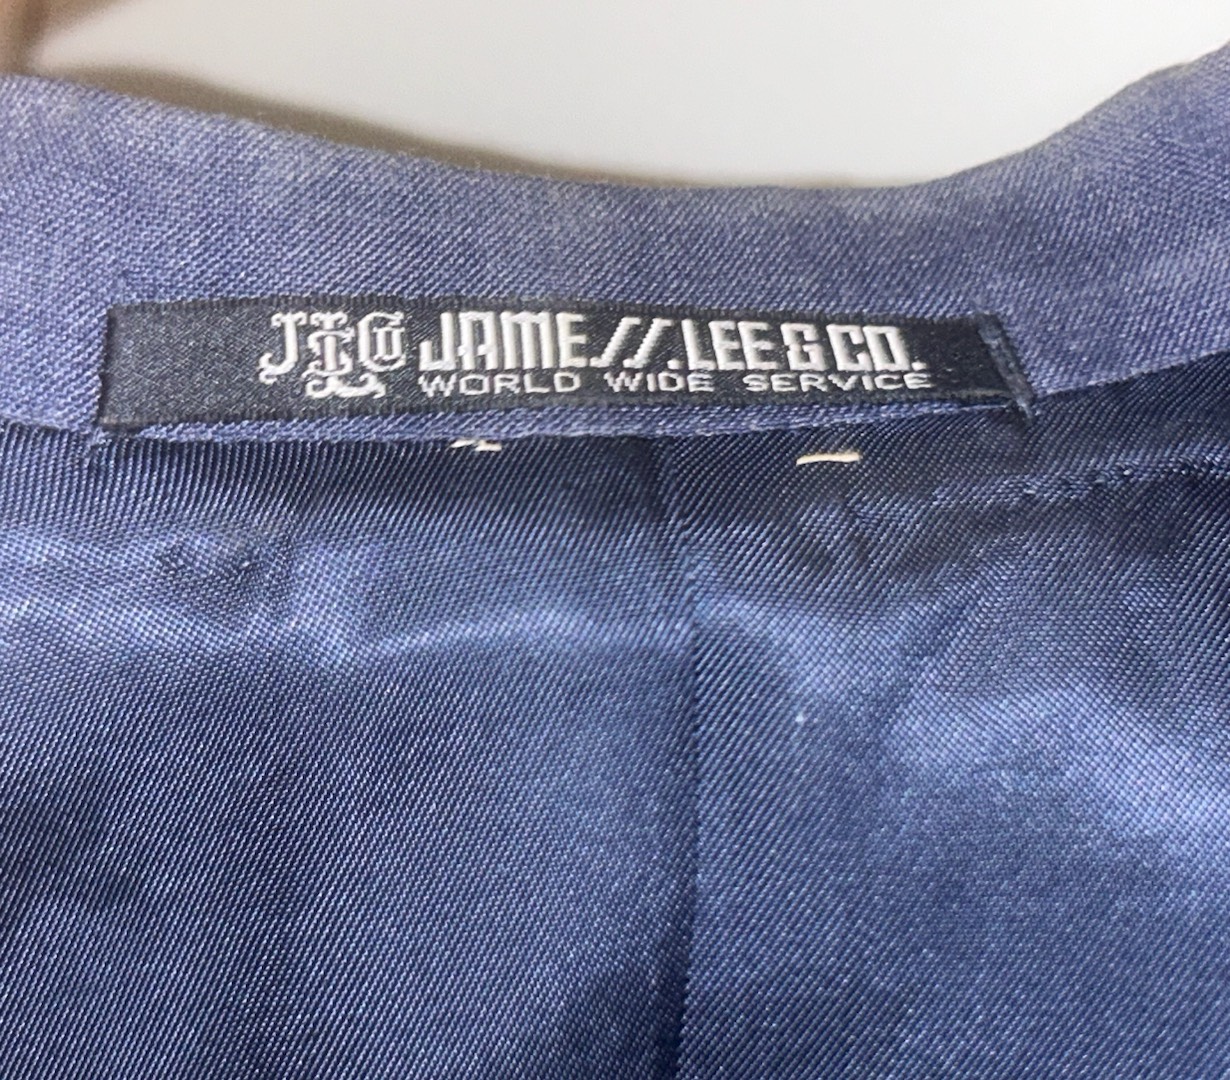 JLC JAMES S. LEE & CO.
WORLD WIDE SERVICE